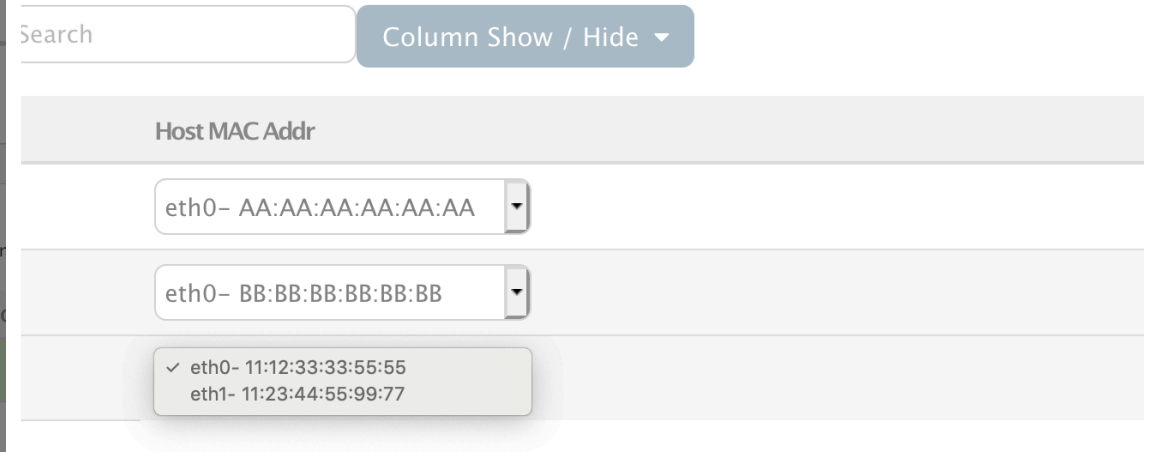 Search
Column Show / Hide
Host MAC Addr
eth0- AA:AA:AA:AA:AA:AA
eth0- BB:BB:BB:BB:BB:BB
✓ eth0- 11:12:33:33:55:55
eth1- 11:23:44:55:99:77